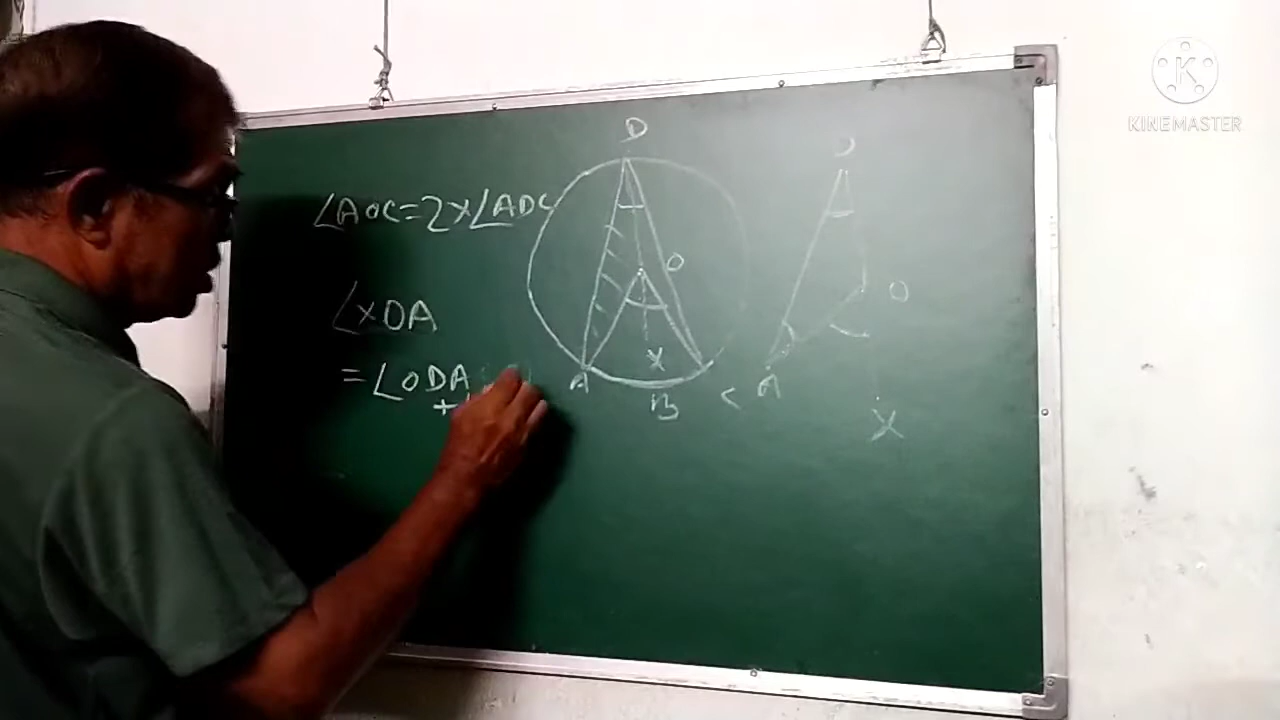 D
D
∠AOC=2×∠ADC
O
O
∠XOA
X
=∠ODA
A
A
+
B
C
X
K
KINEMASTER